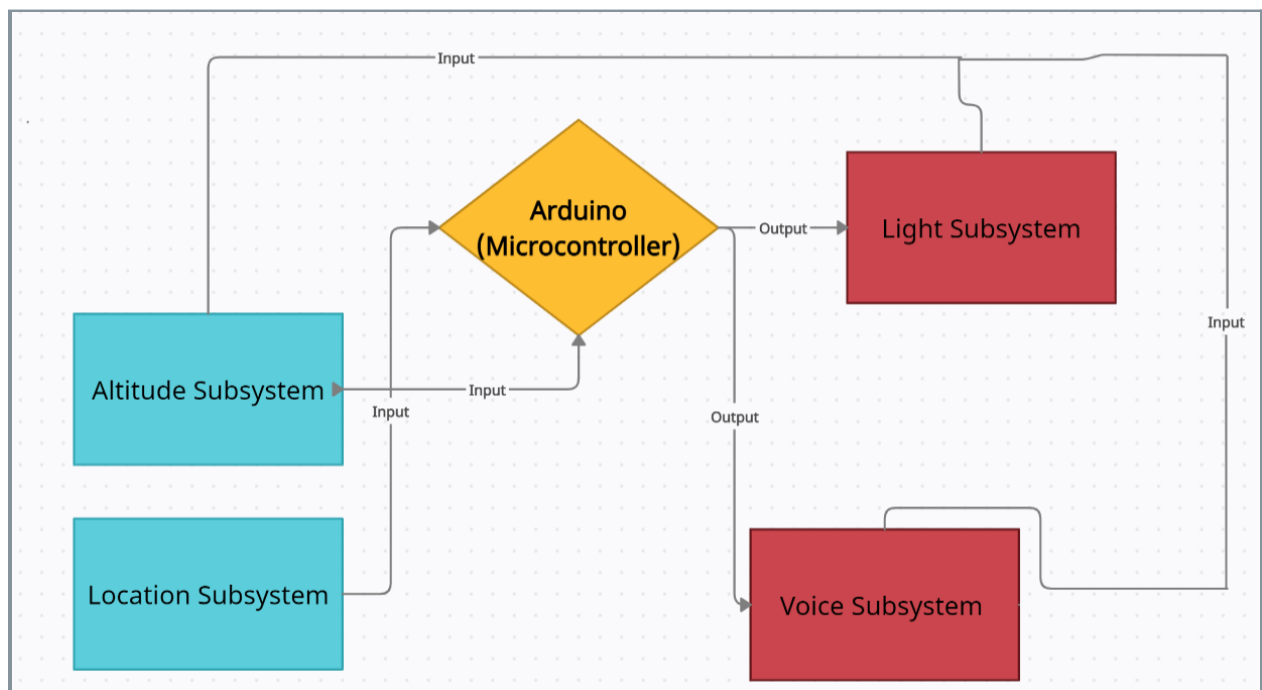 Input
Arduino
(Microcontroller)
Output
Light Subsystem
Input
Altitude Subsystem
Input
Input
Output
Location Subsystem
Voice Subsystem